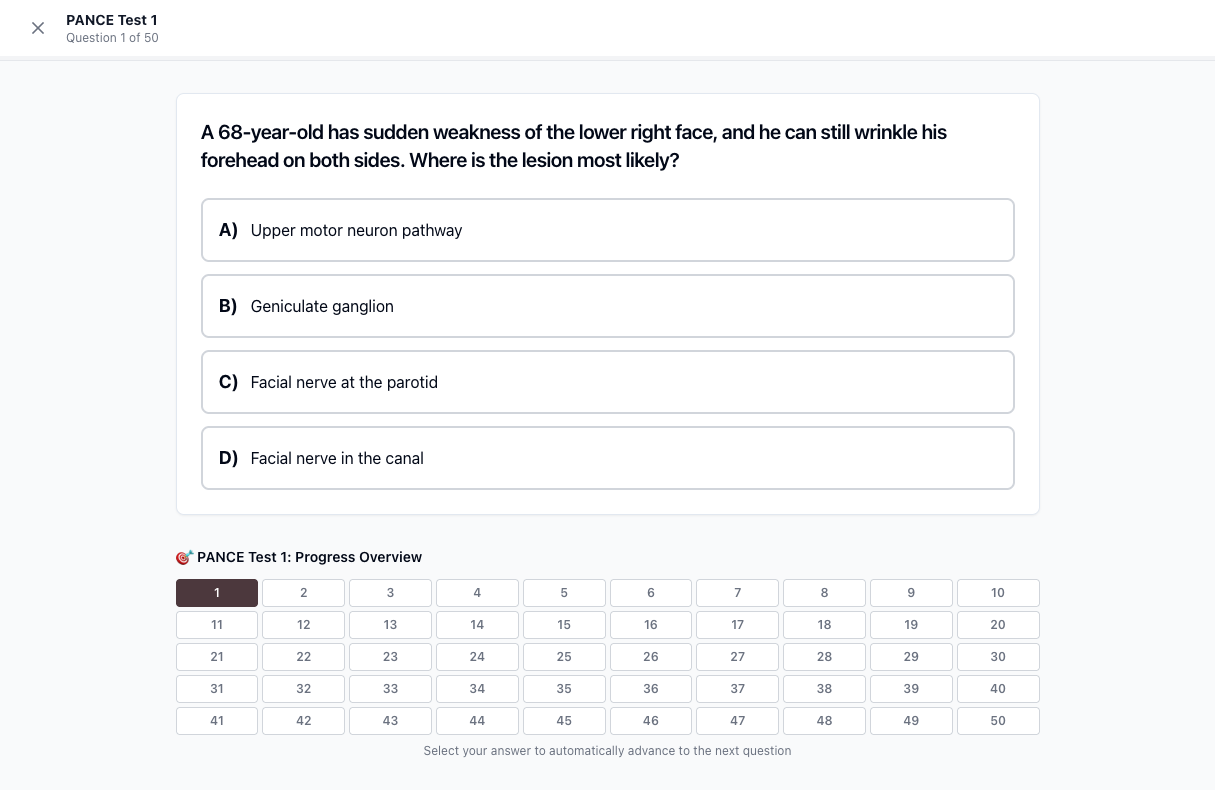 PANCE Test 1
Question 1 of 50
A 68-year-old has sudden weakness of the lower right face, and he can still wrinkle his
forehead on both sides. Where is the lesion most likely?
A) Upper motor neuron pathway
B) Geniculate ganglion
C) Facial nerve at the parotid
D) Facial nerve in the canal
🎯 PANCE Test 1: Progress Overview
1 2 3 4 5 6 7 8 9 10
11 12 13 14 15 16 17 18 19 20
21 22 23 24 25 26 27 28 29 30
31 32 33 34 35 36 37 38 39 40
41 42 43 44 45 46 47 48 49 50
Select your answer to automatically advance to the next question